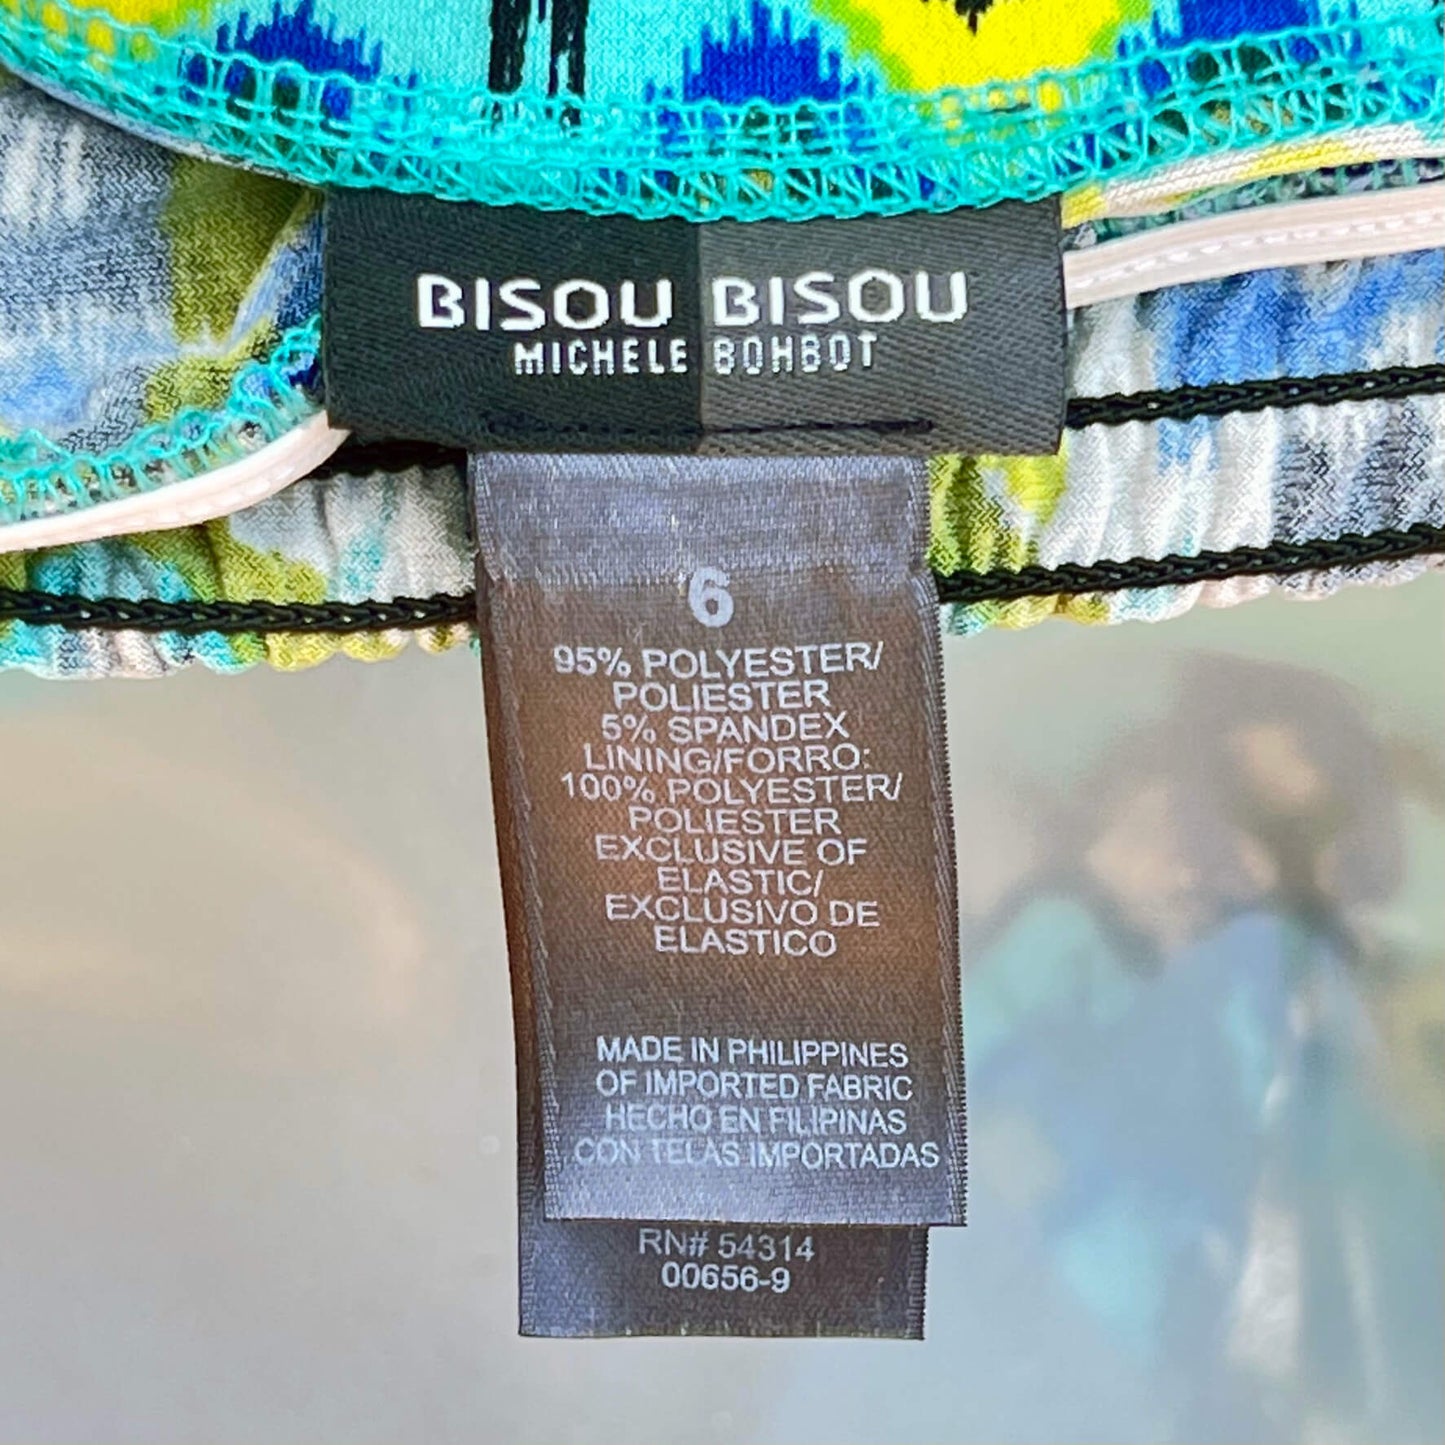 BISOU BISOU
MICHELE BOHBOT
6
95% POLYESTER/
POLIESTER
5% SPANDEX
LINING/FORRO:
100% POLYESTER/
POLIESTER
EXCLUSIVE OF
ELASTIC/
EXCLUSIVO DE
ELASTICO
MADE IN PHILIPPINES
OF IMPORTED FABRIC
HECHO EN FILIPINAS
CON TELAS IMPORTADAS
RN# 54314
00656-9